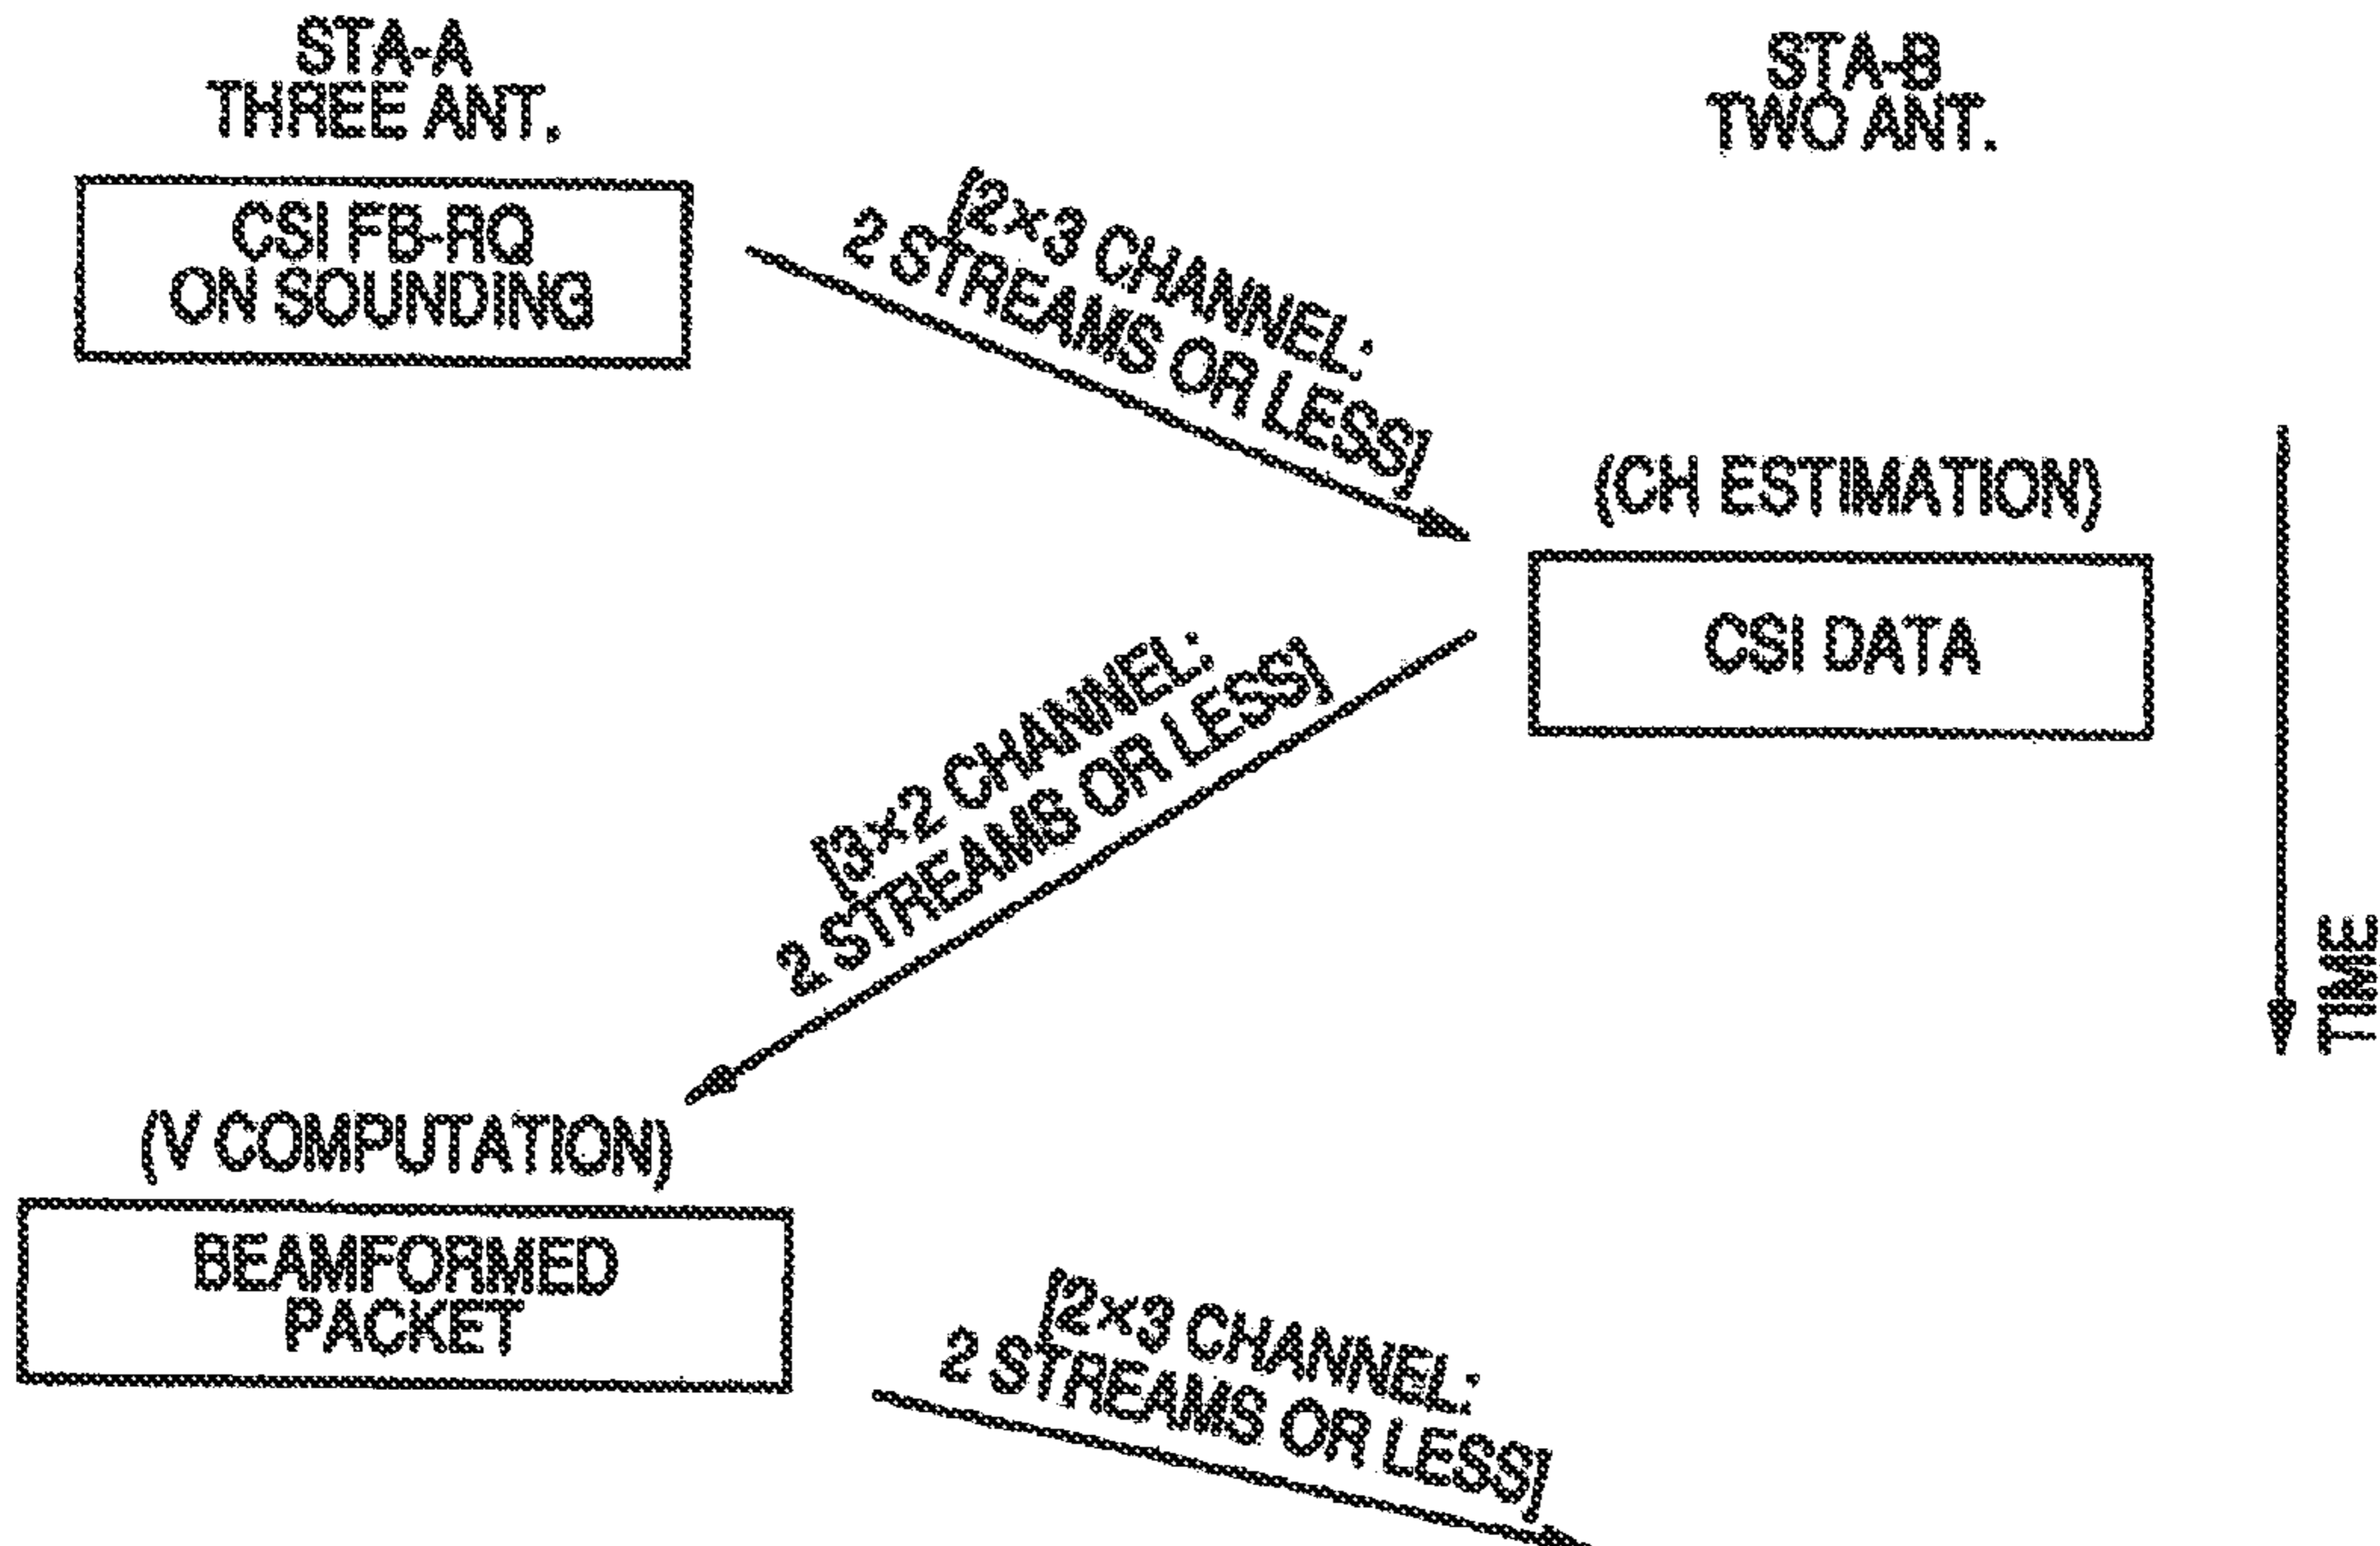 STA-A
THREE ANT.
STA-B
TWO ANT.
CSI FB-RQ
ON SOUNDING
[2×3 CHANNEL:
2 STREAMS OR LESS]
(CH ESTIMATION)
CSI DATA
[3×2 CHANNEL:
2 STREAMS OR LESS]
TIME
(V COMPUTATION)
BEAMFORMED
PACKET
[2×3 CHANNEL:
2 STREAMS OR LESS]